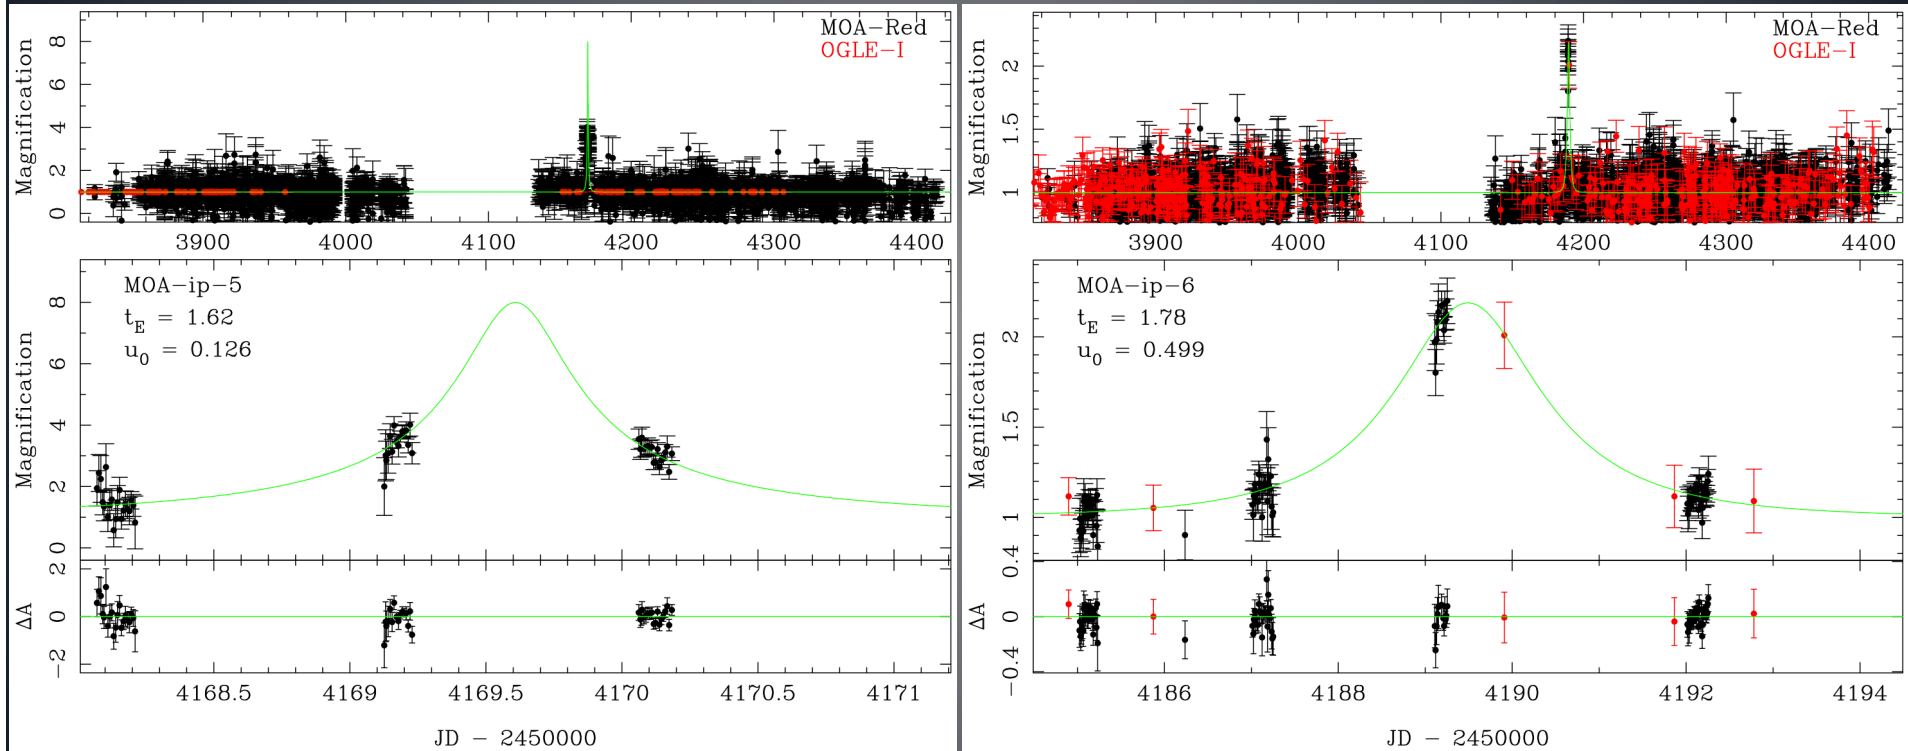 MOA-Red
OGLE-I
Magnification
8
6
4
2
0
3900 4000 4100 4200 4300 4400
MOA-ip-5
t_E = 1.62
u_0 = 0.126
Magnification
8
6
4
2
0
ΔA
2
0
-2
4168.5 4169 4169.5 4170 4170.5 4171
JD - 2450000
MOA-Red
OGLE-I
Magnification
2
1.5
1
3900 4000 4100 4200 4300 4400
MOA-ip-6
t_E = 1.78
u_0 = 0.499
Magnification
2
1.5
1
ΔA
0.4
0
-0.4
4186 4188 4190 4192 4194
JD - 2450000